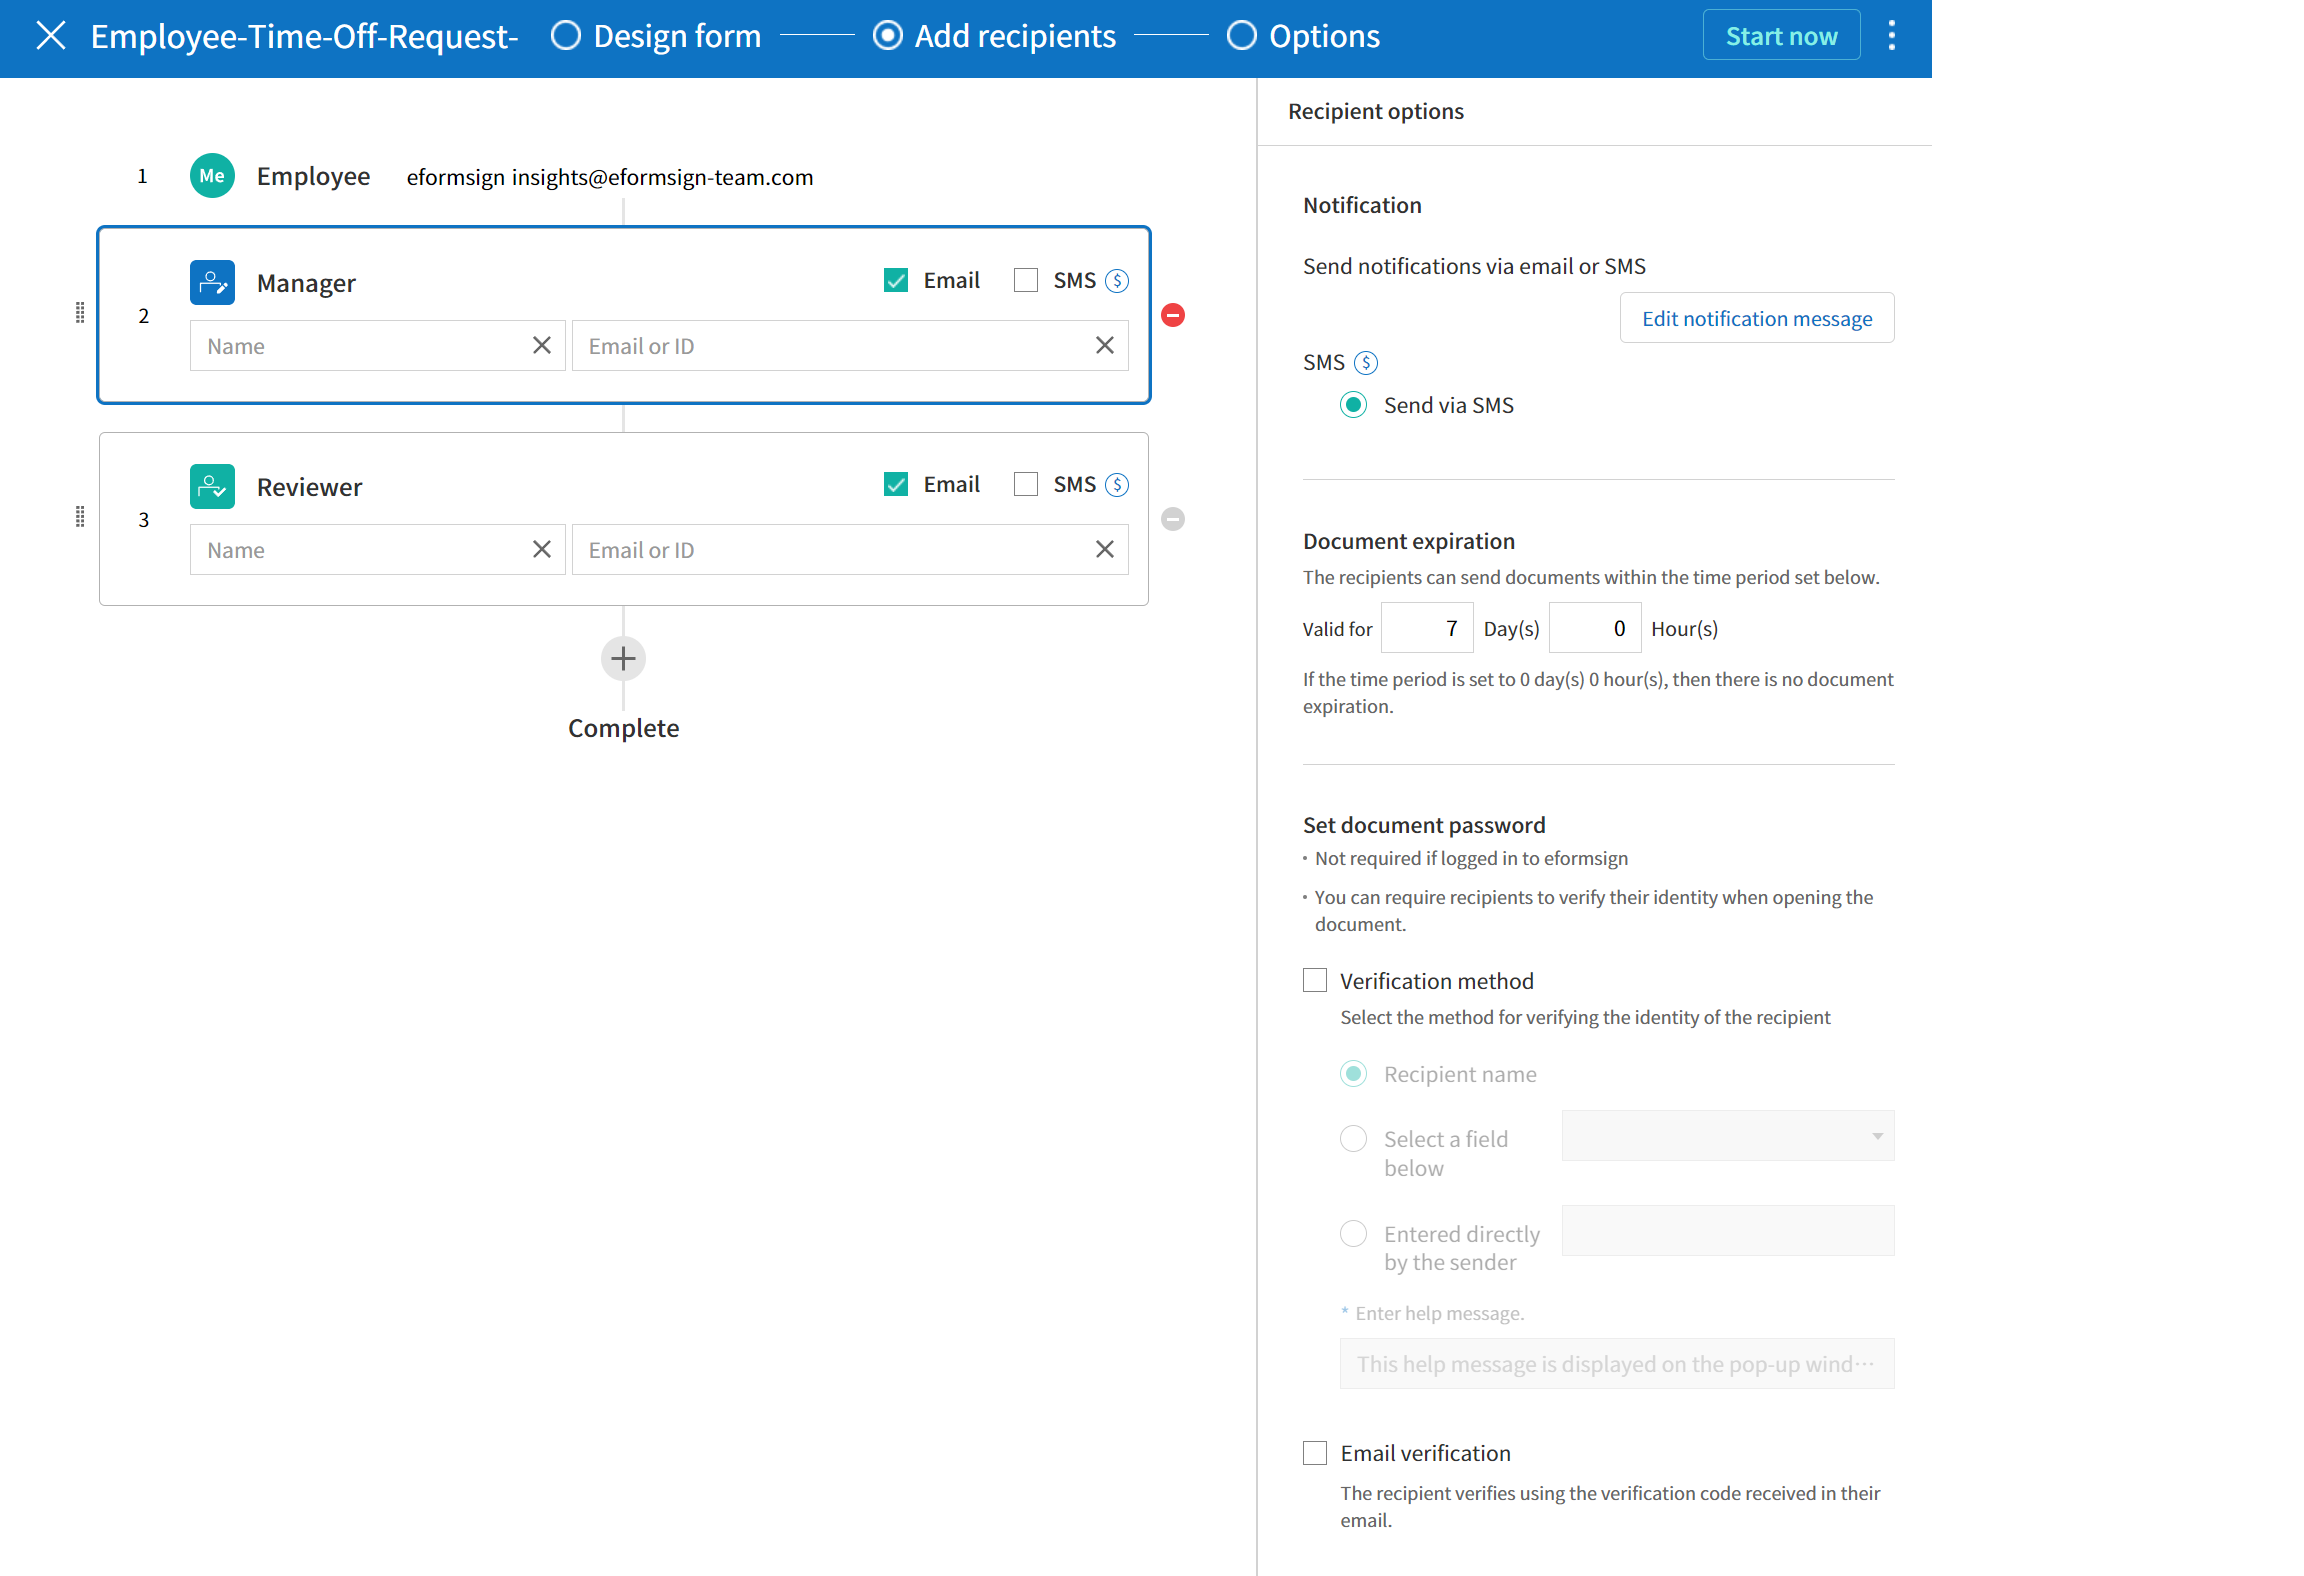 Employee-Time-Off-Request- Design form Add recipients Options Start now
Recipient options
1 Me Employee eformsign insights@eformsign-team.com
2 Manager Email SMS $
Name Email or ID
3 Reviewer Email SMS $
Name Email or ID
Complete
Notification
Send notifications via email or SMS
Edit notification message
SMS $
Send via SMS
Document expiration
The recipients can send documents within the time period set below.
Valid for 7 Day(s) 0 Hour(s)
If the time period is set to 0 day(s) 0 hour(s), then there is no document
expiration.
Set document password
• Not required if logged in to eformsign
• You can require recipients to verify their identity when opening the
document.
Verification method
Select the method for verifying the identity of the recipient
Recipient name
Select a field
below
Entered directly
by the sender
* Enter help message.
This help message is displayed on the pop-up wind···
Email verification
The recipient verifies using the verification code received in their
email.